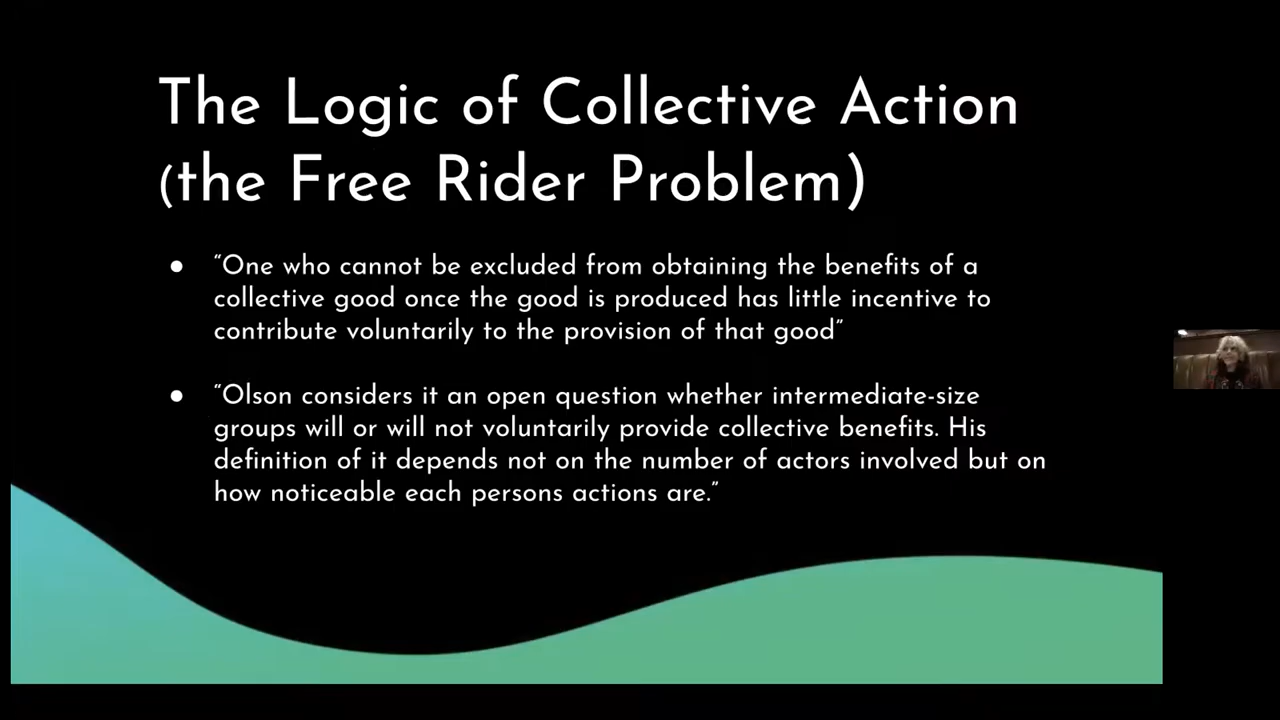 The Logic of Collective Action
(the Free Rider Problem)
● “One who cannot be excluded from obtaining the benefits of a
collective good once the good is produced has little incentive to
contribute voluntarily to the provision of that good”
● “Olson considers it an open question whether intermediate-size
groups will or will not voluntarily provide collective benefits. His
definition of it depends not on the number of actors involved but on
how noticeable each persons actions are.”